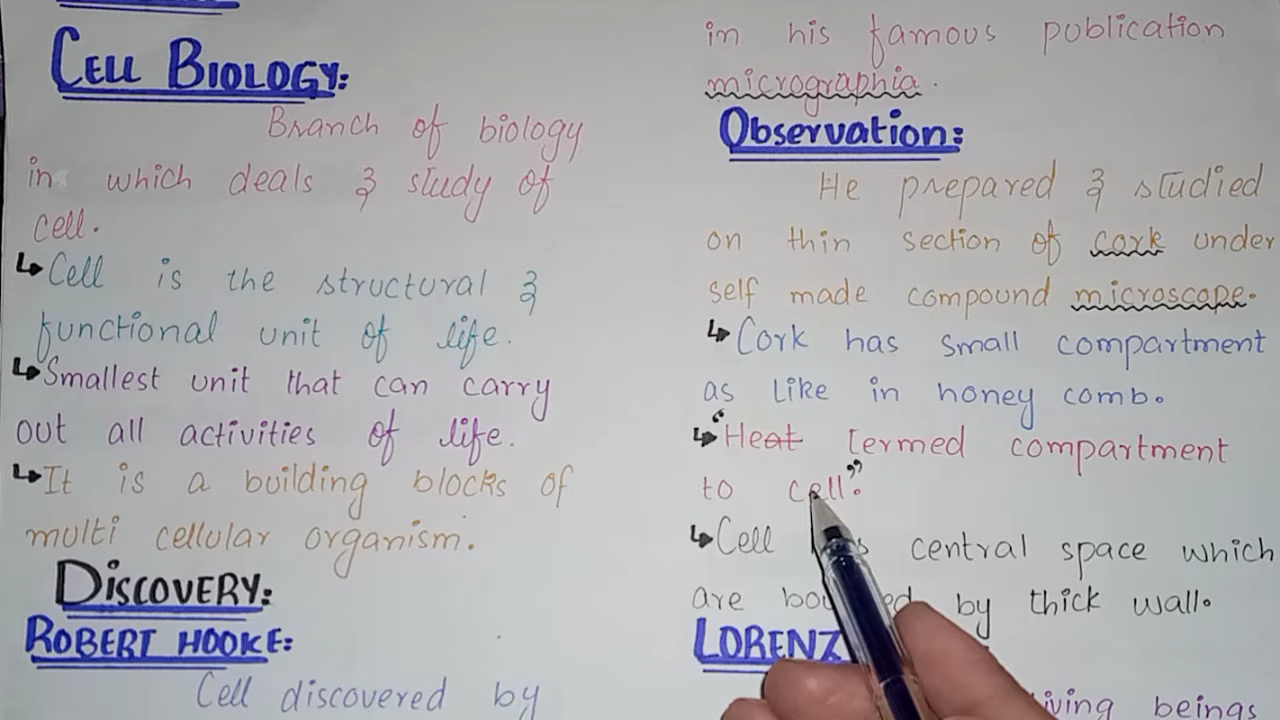 CELL BIOLOGY:
Branch of biology
in which deals & study of
cell.
↳ Cell is the structural &
functional unit of life.
↳ Smallest unit that can carry
out all activities of life.
↳ It is a building blocks of
multi cellular organism.
DISCOVERY:
ROBERT HOOKE:
Cell discovered by
in his famous publication
micrographia.
Observation:
He prepared & studied
on thin section of cork under
self made compound microscope.
↳ Cork has small compartment
as like in honey comb.
↳ "Heat termed compartment
to cell".
↳ Cell central space which
are by thick wall.
LORENZ
living beings